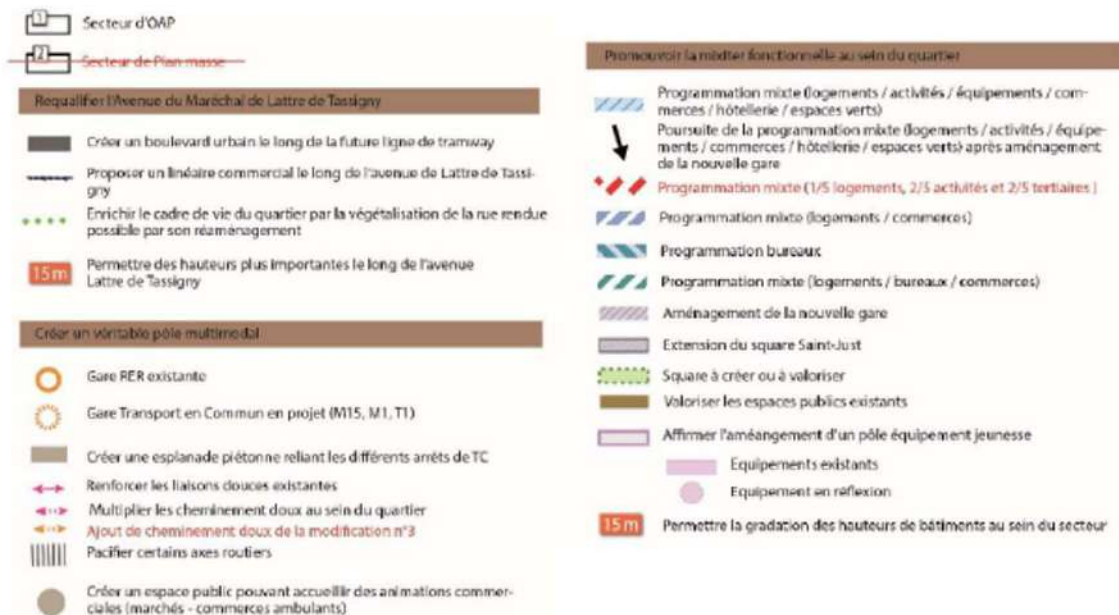 1
Secteur d'OAP
2
Secteur de Plan masse
Requalifier l'Avenue du Maréchal de Lattre de Tassigny
Créer un boulevard urbain le long de la future ligne de tramway
Proposer un linéaire commercial le long de l'avenue de Lattre de Tassi-
gny
Enrichir le cadre de vie du quartier par la végétalisation de la rue rendue
possible par son réaménagement
15 m
Permettre des hauteurs plus importantes le long de l'avenue
Lattre de Tassigny
Créer un véritable pôle multimodal
Gare RER existante
Gare Transport en Commun en projet (M15, M1, T1)
Créer une esplanade piétonne reliant les différents arrêts de TC
Renforcer les liaisons douces existantes
Multiplier les cheminement doux au sein du quartier
Ajout de cheminement doux de la modification n°3
Pacifier certains axes routiers
Créer un espace public pouvant accueillir des animations commer-
ciales (marchés - commerces ambulants)
Promouvoir la mixiter fonctionnelle au sein du quartier
Programmation mixte (logements / activités / équipements / com-
merces / hôtellerie / espaces verts)
Poursuite de la programmation mixte (logements / activités / équipe-
ments / commerces / hôtellerie / espaces verts) après aménagement
de la nouvelle gare
Programmation mixte (1/5 logements, 2/5 activités et 2/5 tertiaires )
Programmation mixte (logements / commerces)
Programmation bureaux
Programmation mixte (logements / bureaux / commerces)
Aménagement de la nouvelle gare
Extension du square Saint-Just
Square à créer ou à valoriser
Valoriser les espaces publics existants
Affirmer l'améangement d'un pôle équipement jeunesse
Equipements existants
Equipement en réflexion
15 m
Permettre la gradation des hauteurs de bâtiments au sein du secteur